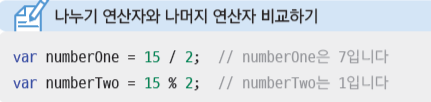 나누기 연산자와 나머지 연산자 비교하기
var numberOne = 15 / 2;  // numberOne은 7입니다
var numberTwo = 15 % 2;  // numberTwo는 1입니다